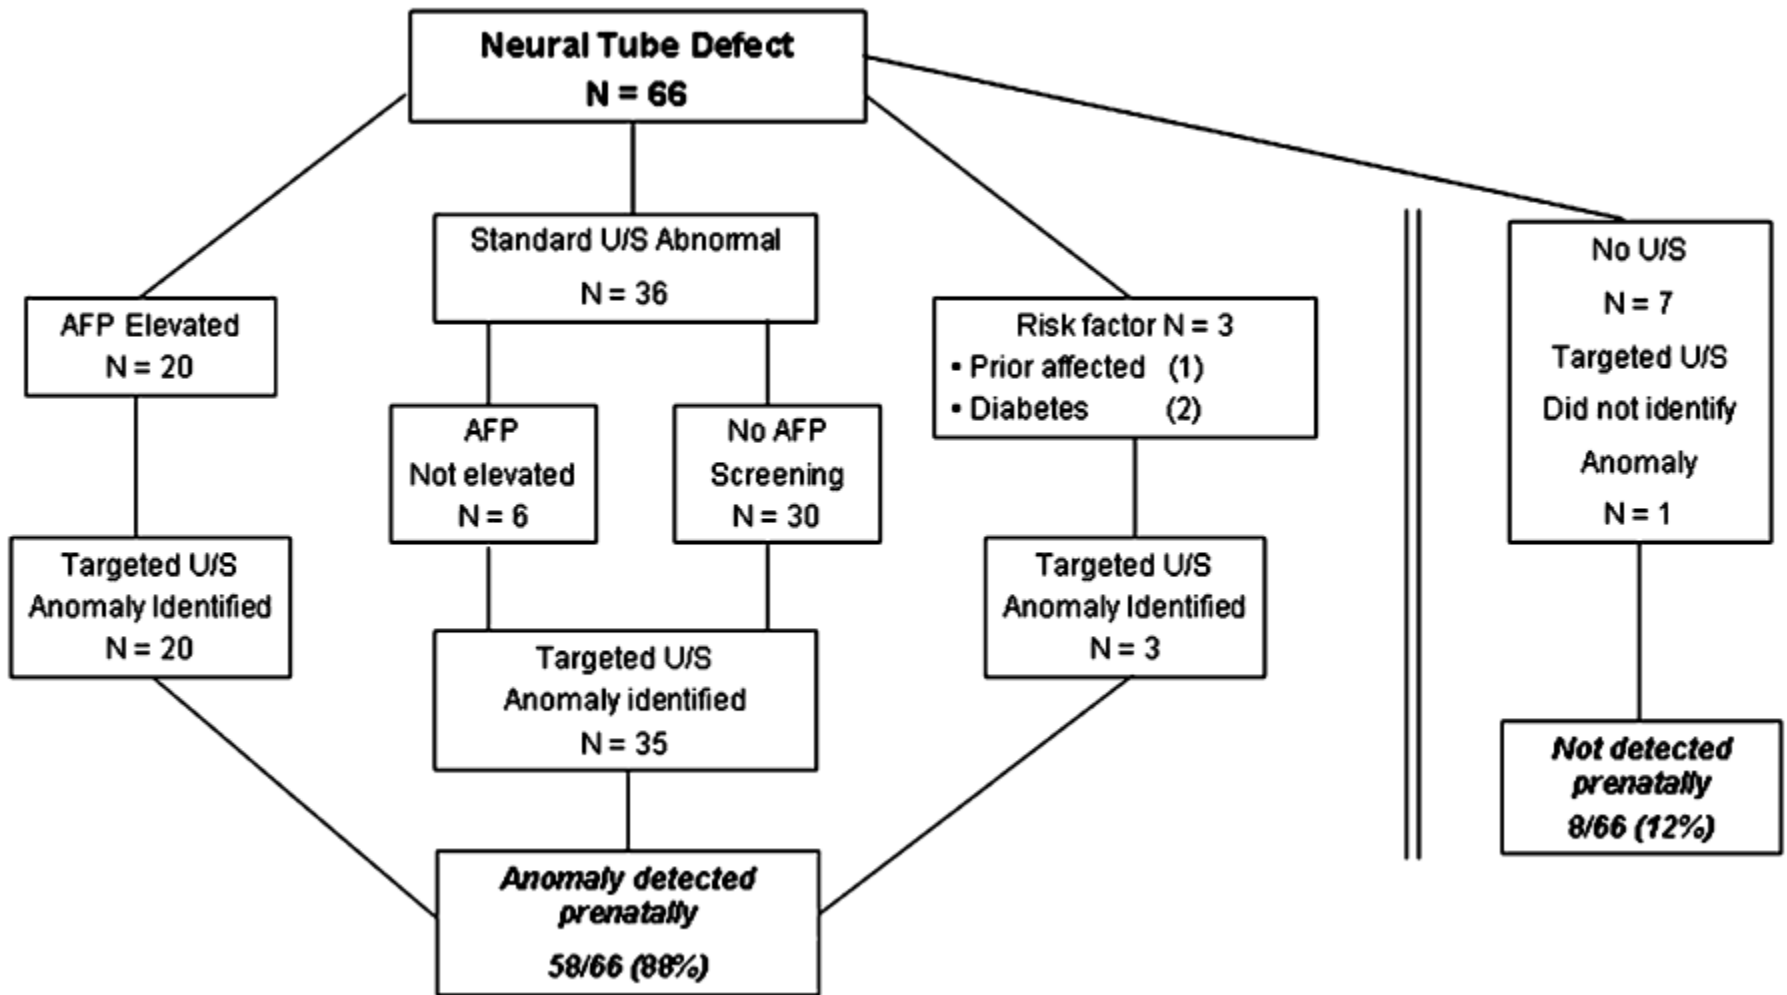 Neural Tube Defect
N = 66
Standard U/S Abnormal
N = 36
AFP Elevated
N = 20
Risk factor N = 3
• Prior affected (1)
• Diabetes (2)
No U/S
N = 7
Targeted U/S
Did not identify
Anomaly
N = 1
AFP
Not elevated
N = 6
No AFP
Screening
N = 30
Targeted U/S
Anomaly Identified
N = 20
Targeted U/S
Anomaly identified
N = 35
Targeted U/S
Anomaly Identified
N = 3
Not detected
prenatally
8/66 (12%)
Anomaly detected
prenatally
58/66 (88%)